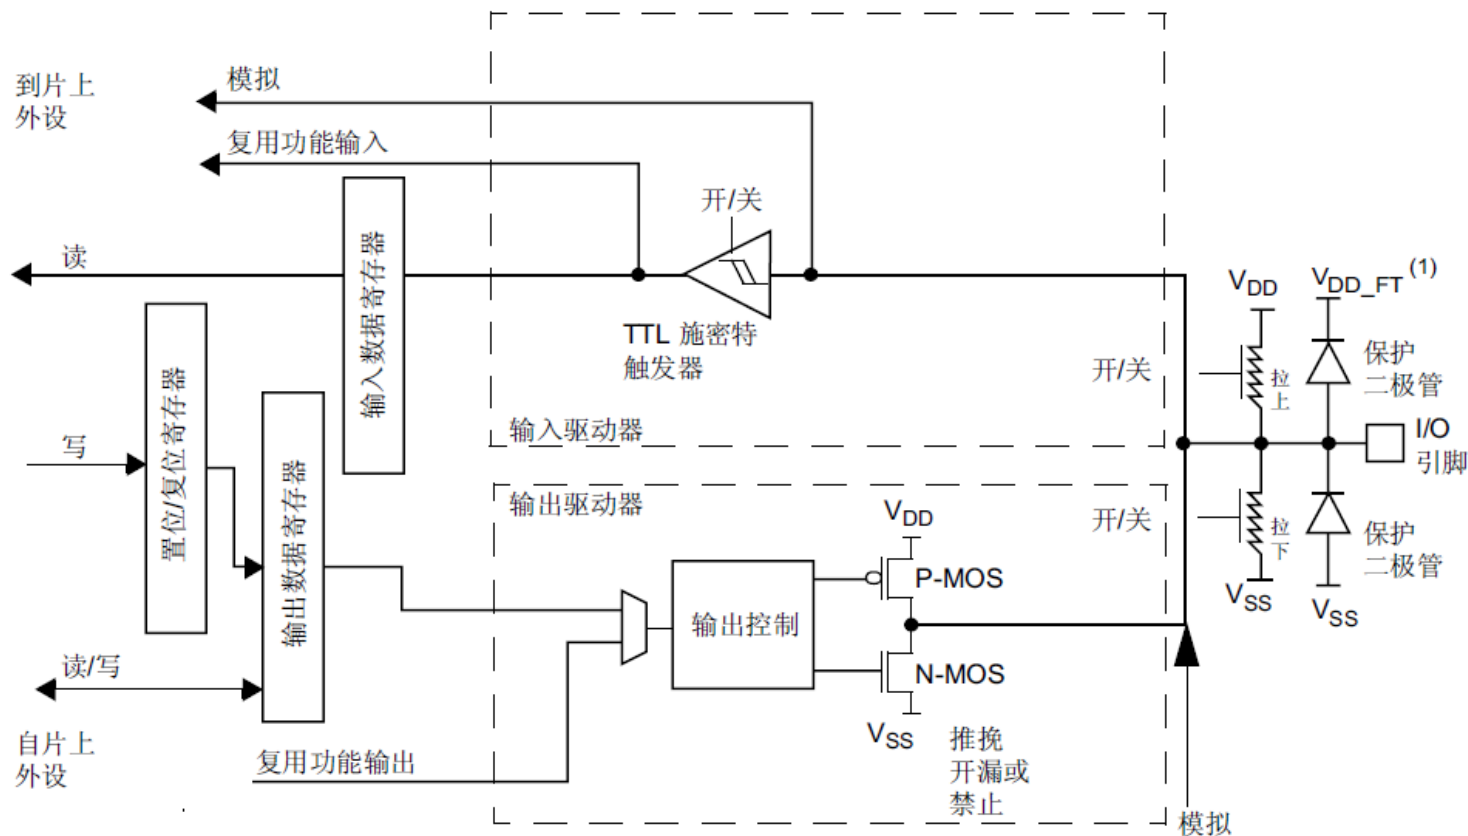 到片上
外设
模拟
复用功能输入
读
输入数据寄存器
开/关
TTL 施密特
触发器
输入驱动器
开/关
VDD
VDD_FT (1)
拉上
保护
二极管
I/O
引脚
写
置位/复位寄存器
输出数据寄存器
读/写
自片上
外设
复用功能输出
输出驱动器
输出控制
VDD
P-MOS
N-MOS
VSS
推挽
开漏或
禁止
开/关
拉下
VSS
保护
二极管
VSS
模拟